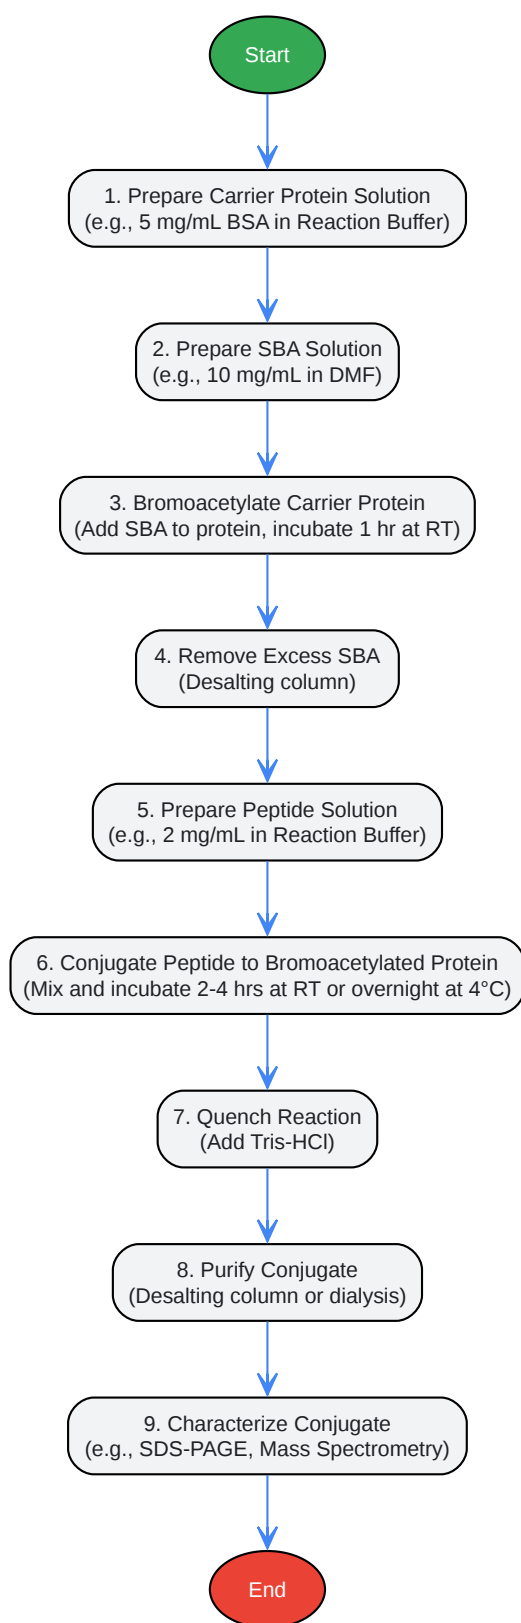 Start
1. Prepare Carrier Protein Solution
(e.g., 5 mg/mL BSA in Reaction Buffer)
2. Prepare SBA Solution
(e.g., 10 mg/mL in DMF)
3. Bromoacetylate Carrier Protein
(Add SBA to protein, incubate 1 hr at RT)
4. Remove Excess SBA
(Desalting column)
5. Prepare Peptide Solution
(e.g., 2 mg/mL in Reaction Buffer)
6. Conjugate Peptide to Bromoacetylated Protein
(Mix and incubate 2-4 hrs at RT or overnight at 4°C)
7. Quench Reaction
(Add Tris-HCl)
8. Purify Conjugate
(Desalting column or dialysis)
9. Characterize Conjugate
(e.g., SDS-PAGE, Mass Spectrometry)
End